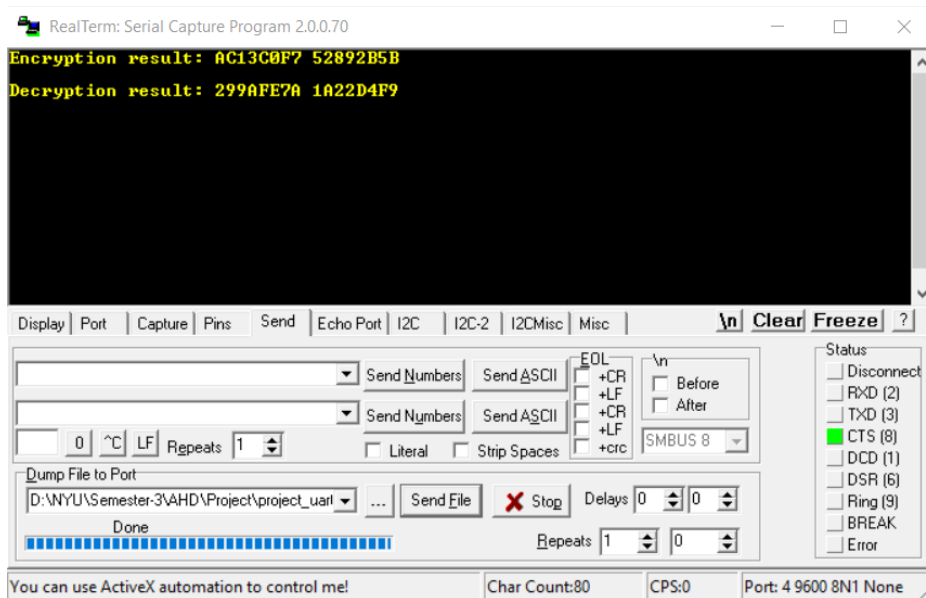 RealTerm: Serial Capture Program 2.0.0.70
Encryption result: AC13C0F7 52892B5B
Decryption result: 299AFE7A 1A22D4F9
Display Port Capture Pins Send Echo Port I2C I2C-2 I2CMisc Misc \n Clear Freeze ?
EOL \n Status
Send Numbers Send ASCII +CR Before Disconnect
+LF After RXD (2)
Send Numbers Send ASCII +CR TXD (3)
+LF CTS (8)
0 ^C LF Repeats 1 Literal Strip Spaces +crc SMBUS 8 DCD (1)
Dump File to Port DSR (6)
D:\NYU\Semester-3\AHD\Project\project_uart ... Send File Stop Delays 0 0 Ring (9)
Done BREAK
Repeats 1 0 Error
You can use ActiveX automation to control me! Char Count:80 CPS:0 Port: 4 9600 8N1 None